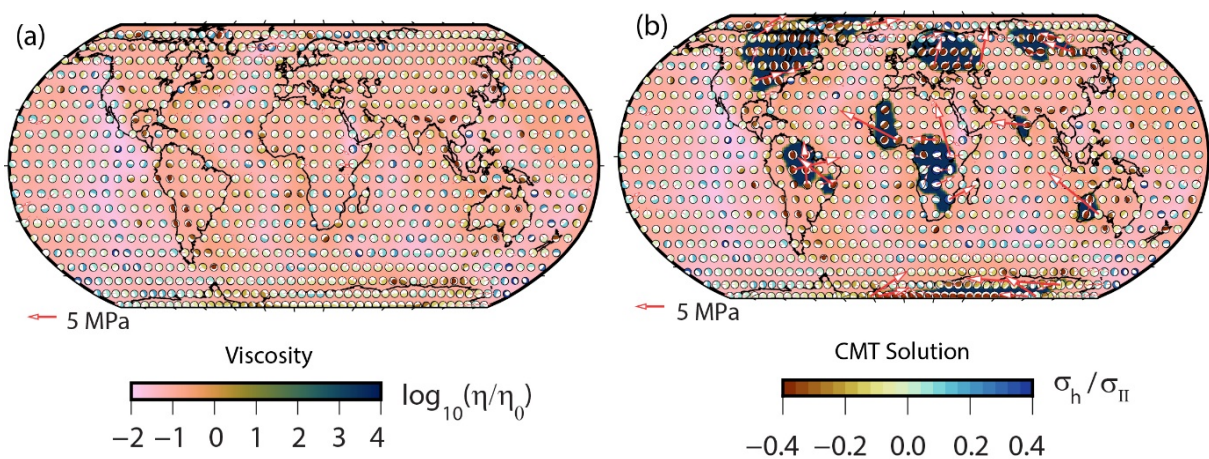 (a)
(b)
5 MPa
5 MPa
Viscosity
log₁₀(η/η₀)
−2 −1 0 1 2 3 4
CMT Solution
σₕ/σ_II
−0.4 −0.2 0.0 0.2 0.4